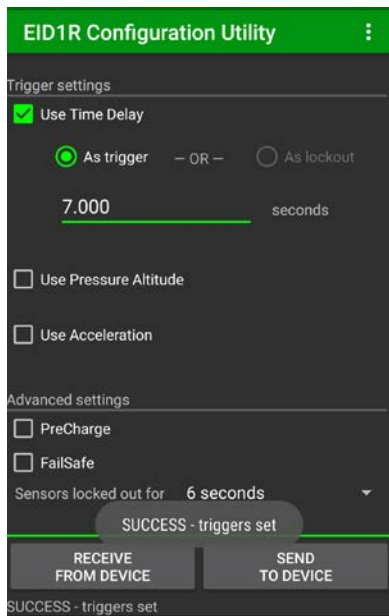 EID1R Configuration Utility
Trigger settings
Use Time Delay
As trigger – OR – As lockout
7.000 seconds
Use Pressure Altitude
Use Acceleration
Advanced settings
PreCharge
FailSafe
Sensors locked out for 6 seconds
SUCCESS - triggers set
RECEIVE SEND
FROM DEVICE TO DEVICE
SUCCESS - triggers set